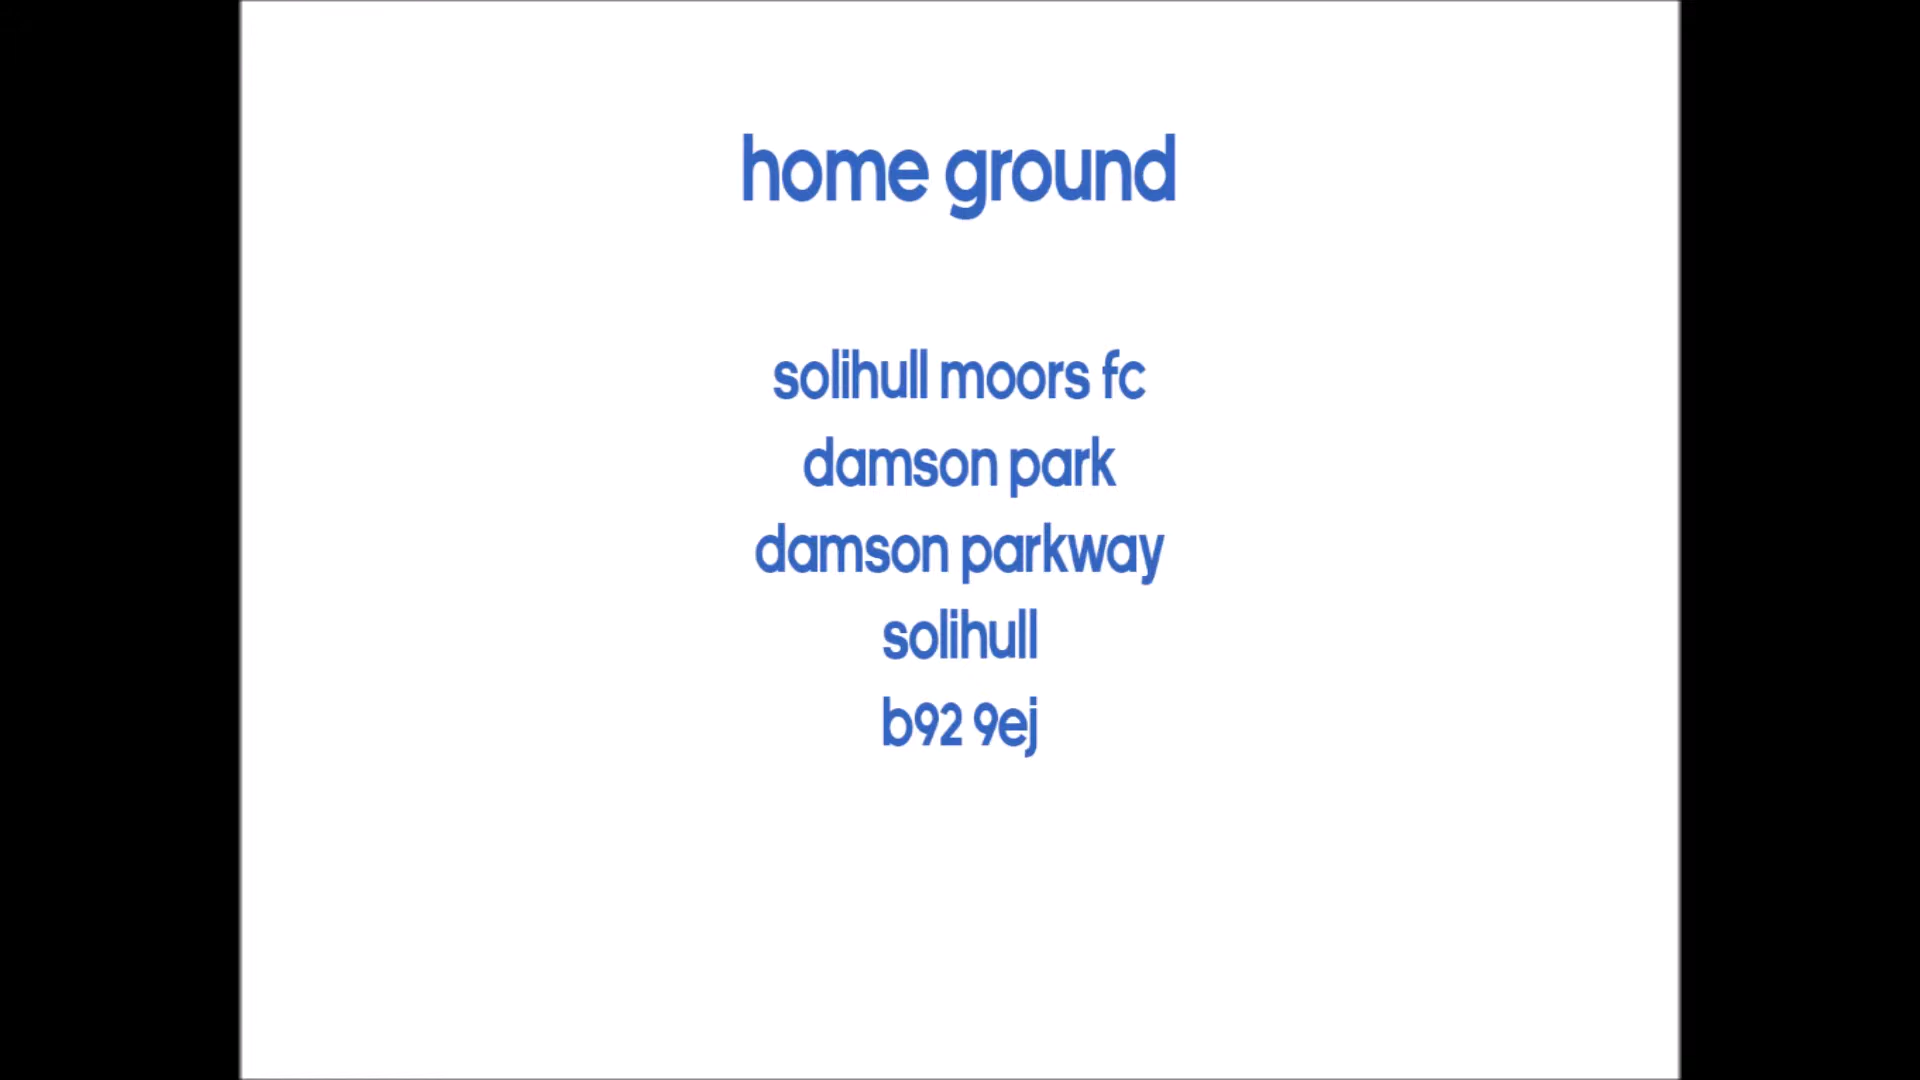 home ground
solihull moors fc
damson park
damson parkway
solihull
b92 9ej